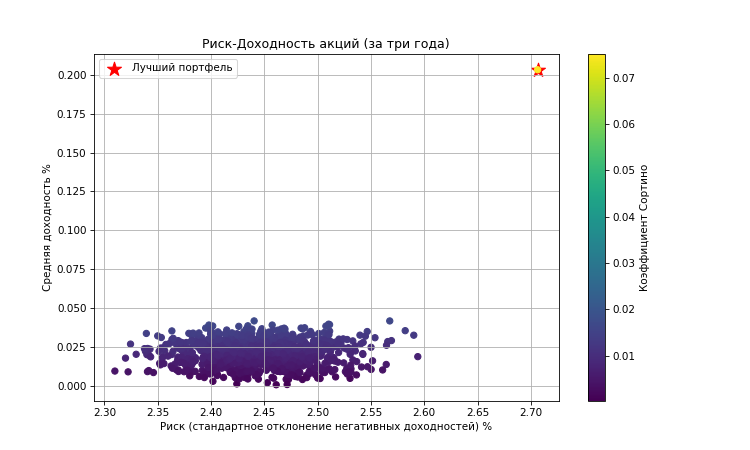 Риск-Доходность акций (за три года)
Лучший портфель
Средняя доходность %
0.200
0.175
0.150
0.125
0.100
0.075
0.050
0.025
0.000
2.30 2.35 2.40 2.45 2.50 2.55 2.60 2.65 2.70
Риск (стандартное отклонение негативных доходностей) %
0.07
0.06
0.05
0.04
0.03
0.02
0.01
Коэффициент Сортино